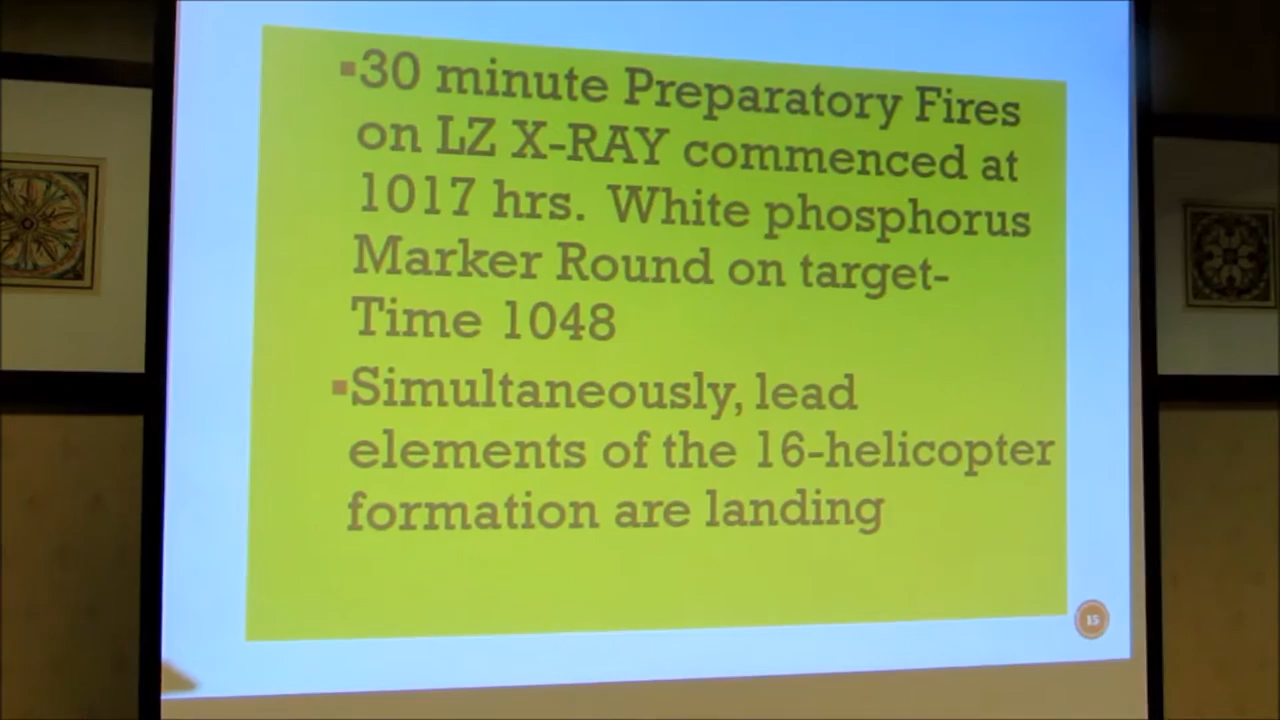 ▪30 minute Preparatory Fires
on LZ X-RAY commenced at
1017 hrs. White phosphorus
Marker Round on target-
Time 1048
▪Simultaneously, lead
elements of the 16-helicopter
formation are landing
15